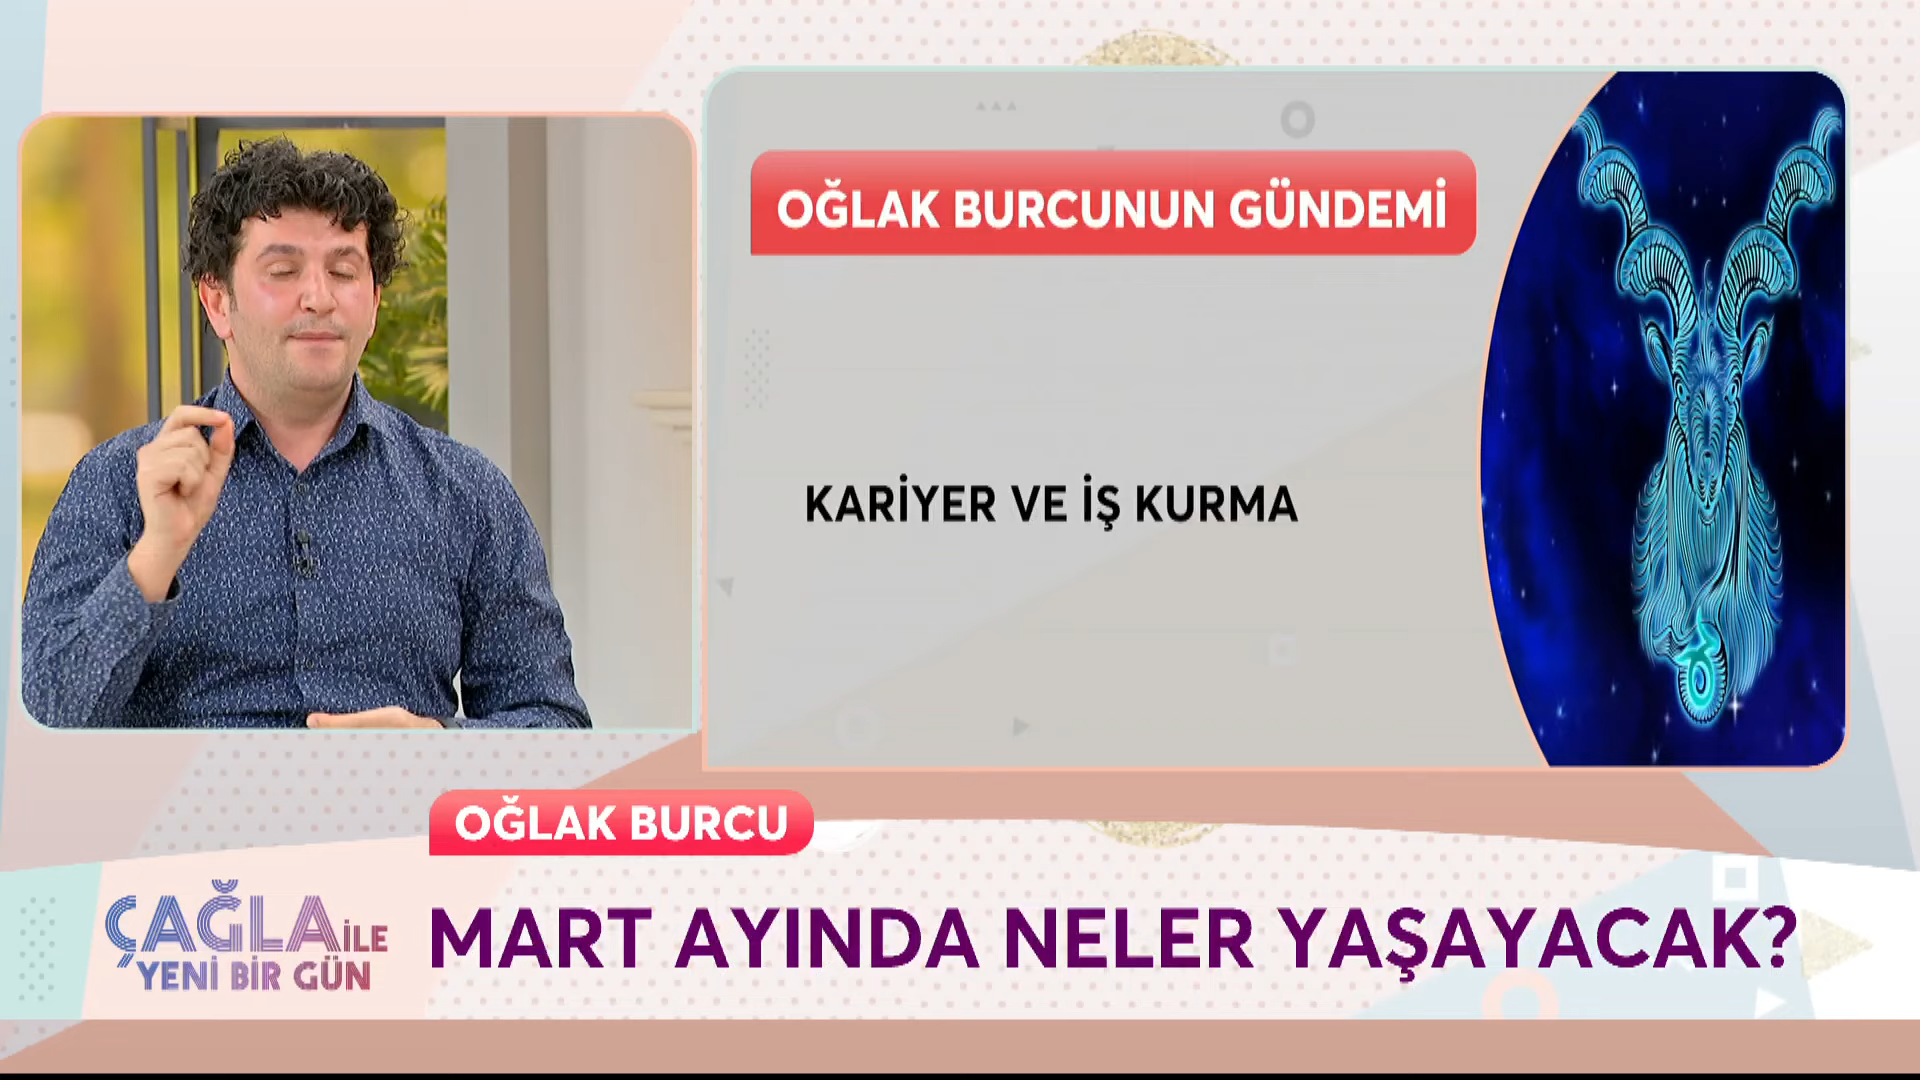 OĞLAK BURCUNUN GÜNDEMİ
KARİYER VE İŞ KURMA
OĞLAK BURCU
MART AYINDA NELER YAŞAYACAK?
ÇAĞLA İLE
YENİ BİR GÜN